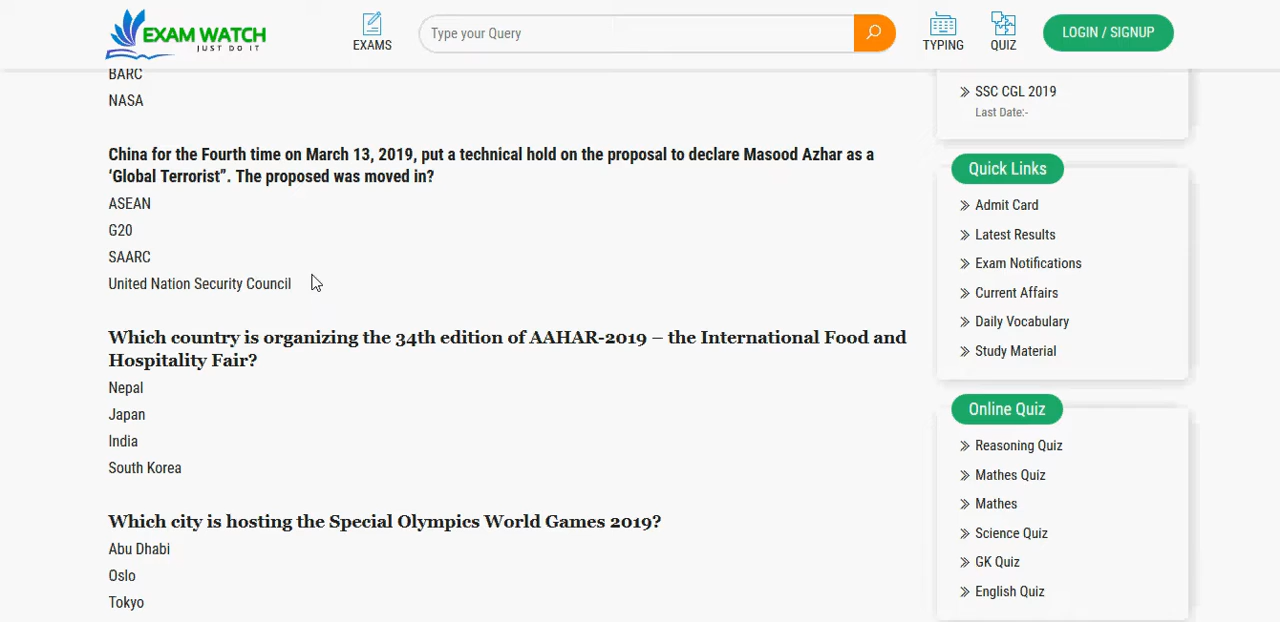 EXAM WATCH
JUST DO IT
EXAMS
Type your Query
TYPING
QUIZ
LOGIN / SIGNUP
BARC
NASA
China for the Fourth time on March 13, 2019, put a technical hold on the proposal to declare Masood Azhar as a
‘Global Terrorist”. The proposed was moved in?
ASEAN
G20
SAARC
United Nation Security Council
Which country is organizing the 34th edition of AAHAR-2019 – the International Food and
Hospitality Fair?
Nepal
Japan
India
South Korea
Which city is hosting the Special Olympics World Games 2019?
Abu Dhabi
Oslo
Tokyo
SSC CGL 2019
Last Date:-
Quick Links
Admit Card
Latest Results
Exam Notifications
Current Affairs
Daily Vocabulary
Study Material
Online Quiz
Reasoning Quiz
Mathes Quiz
Mathes
Science Quiz
GK Quiz
English Quiz